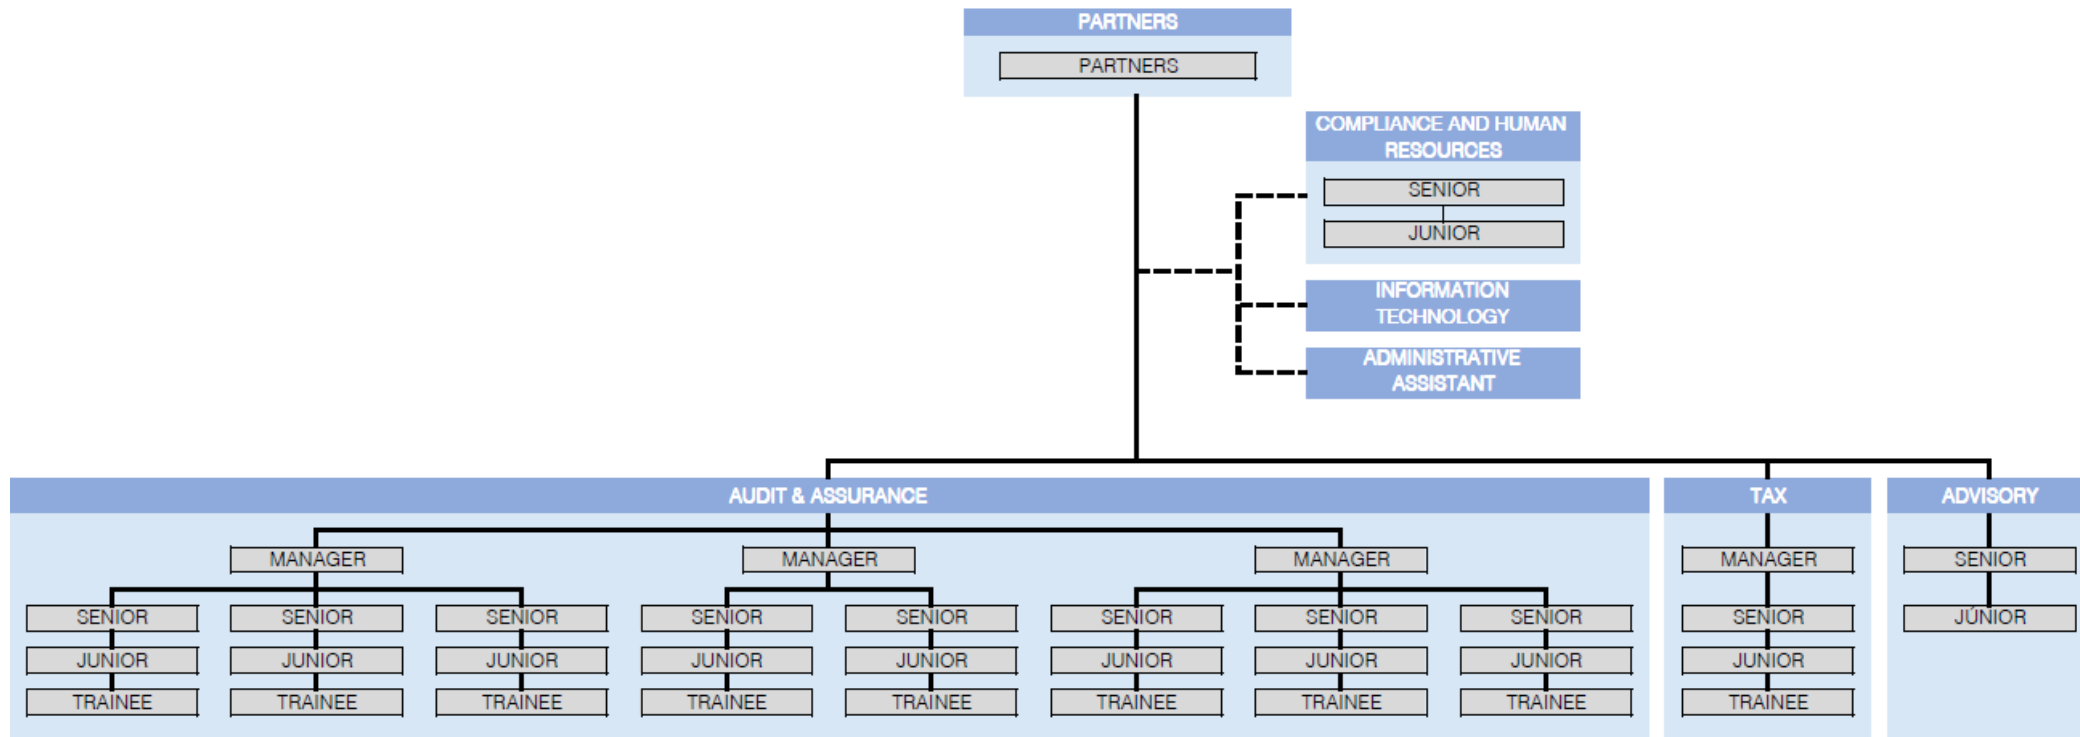 PARTNERS
PARTNERS
COMPLIANCE AND HUMAN
RESOURCES
SENIOR
JUNIOR
INFORMATION
TECHNOLOGY
ADMINISTRATIVE
ASSISTANT
AUDIT & ASSURANCE TAX ADVISORY
MANAGER MANAGER MANAGER MANAGER SENIOR
SENIOR SENIOR SENIOR SENIOR SENIOR SENIOR SENIOR SENIOR SENIOR JÚNIOR
JUNIOR JUNIOR JUNIOR JUNIOR JUNIOR JUNIOR JUNIOR JUNIOR JUNIOR
TRAINEE TRAINEE TRAINEE TRAINEE TRAINEE TRAINEE TRAINEE TRAINEE TRAINEE